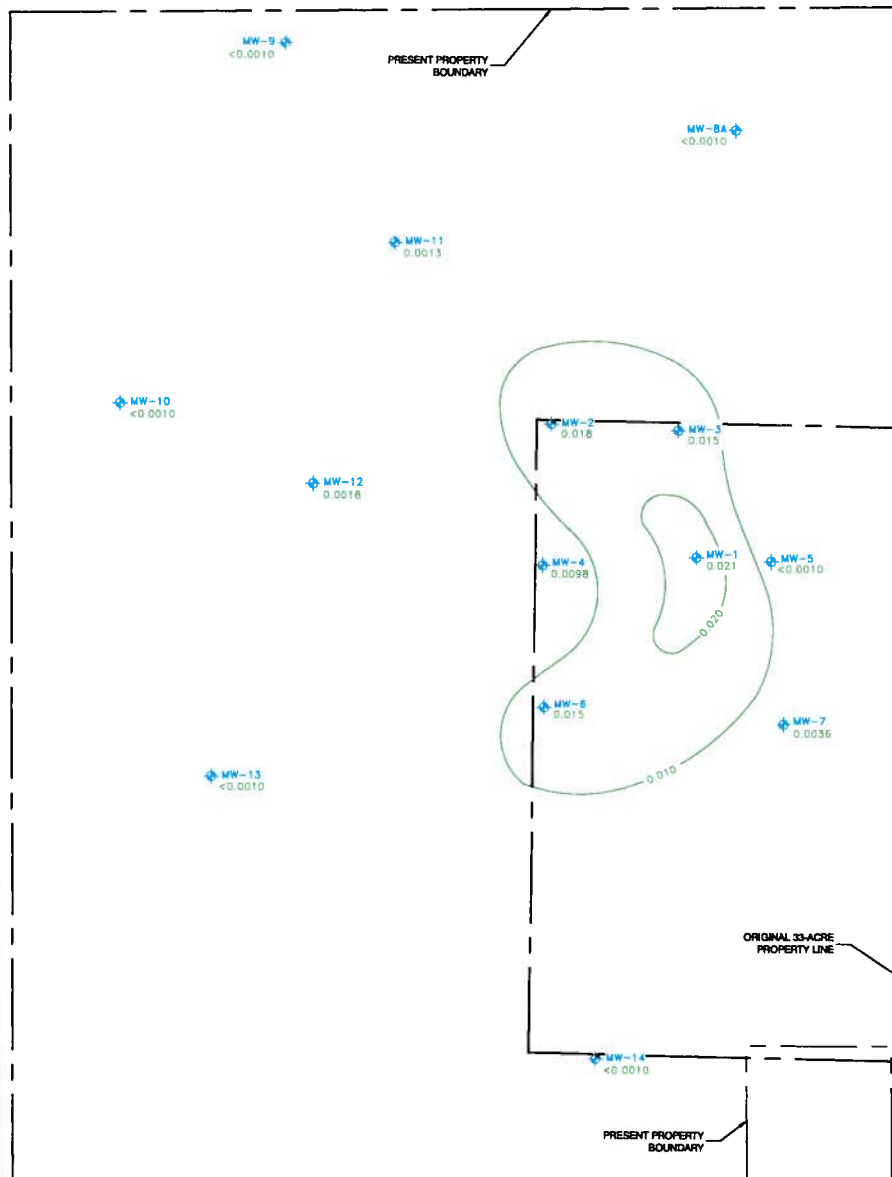 MW-9
<0.0010
PRESENT PROPERTY
BOUNDARY
MW-8A
<0.0010
MW-11
0.0013
MW-10
<0.0010
MW-2
0.018
MW-3
0.015
MW-12
0.0018
MW-4
0.0098
MW-1
0.021
MW-5
<0.0010
0.020
MW-6
0.015
MW-7
0.0036
MW-13
<0.0010
0.010
ORIGINAL 33-ACRE
PROPERTY LINE
MW-14
<0.0010
PRESENT PROPERTY
BOUNDARY